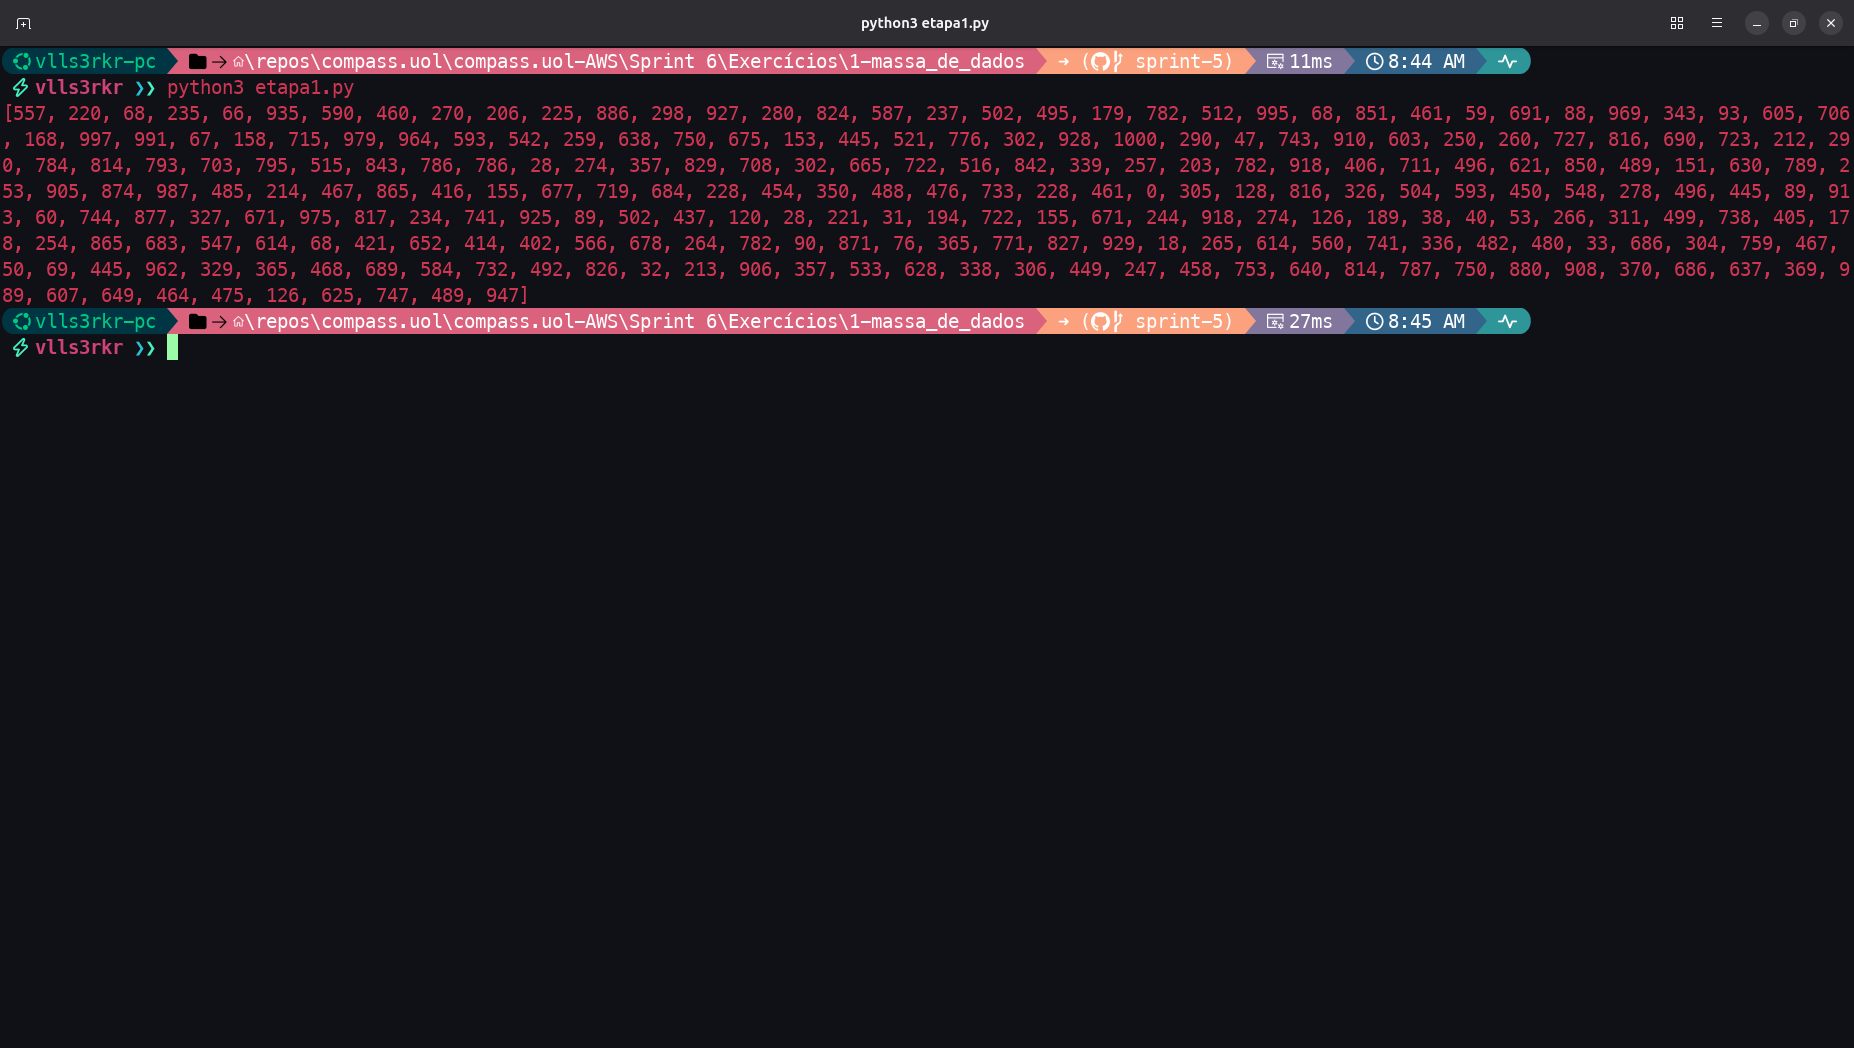 python3 etapa1.py
vlls3rkr-pc → \repos\compass.uol\compass.uol-AWS\Sprint 6\Exercícios\1-massa_de_dados → ( sprint-5) 11ms 8:44 AM
vlls3rkr ❯❯ python3 etapa1.py
[557, 220, 68, 235, 66, 935, 590, 460, 270, 206, 225, 886, 298, 927, 280, 824, 587, 237, 502, 495, 179, 782, 512, 995, 68, 851, 461, 59, 691, 88, 969, 343, 93, 605, 706
, 168, 997, 991, 67, 158, 715, 979, 964, 593, 542, 259, 638, 750, 675, 153, 445, 521, 776, 302, 928, 1000, 290, 47, 743, 910, 603, 250, 260, 727, 816, 690, 723, 212, 29
0, 784, 814, 793, 703, 795, 515, 843, 786, 786, 28, 274, 357, 829, 708, 302, 665, 722, 516, 842, 339, 257, 203, 782, 918, 406, 711, 496, 621, 850, 489, 151, 630, 789, 2
53, 905, 874, 987, 485, 214, 467, 865, 416, 155, 677, 719, 684, 228, 454, 350, 488, 476, 733, 228, 461, 0, 305, 128, 816, 326, 504, 593, 450, 548, 278, 496, 445, 89, 91
3, 60, 744, 877, 327, 671, 975, 817, 234, 741, 925, 89, 502, 437, 120, 28, 221, 31, 194, 722, 155, 671, 244, 918, 274, 126, 189, 38, 40, 53, 266, 311, 499, 738, 405, 17
8, 254, 865, 683, 547, 614, 68, 421, 652, 414, 402, 566, 678, 264, 782, 90, 871, 76, 365, 771, 827, 929, 18, 265, 614, 560, 741, 336, 482, 480, 33, 686, 304, 759, 467,
50, 69, 445, 962, 329, 365, 468, 689, 584, 732, 492, 826, 32, 213, 906, 357, 533, 628, 338, 306, 449, 247, 458, 753, 640, 814, 787, 750, 880, 908, 370, 686, 637, 369, 9
89, 607, 649, 464, 475, 126, 625, 747, 489, 947]
vlls3rkr-pc → \repos\compass.uol\compass.uol-AWS\Sprint 6\Exercícios\1-massa_de_dados → ( sprint-5) 27ms 8:45 AM
vlls3rkr ❯❯